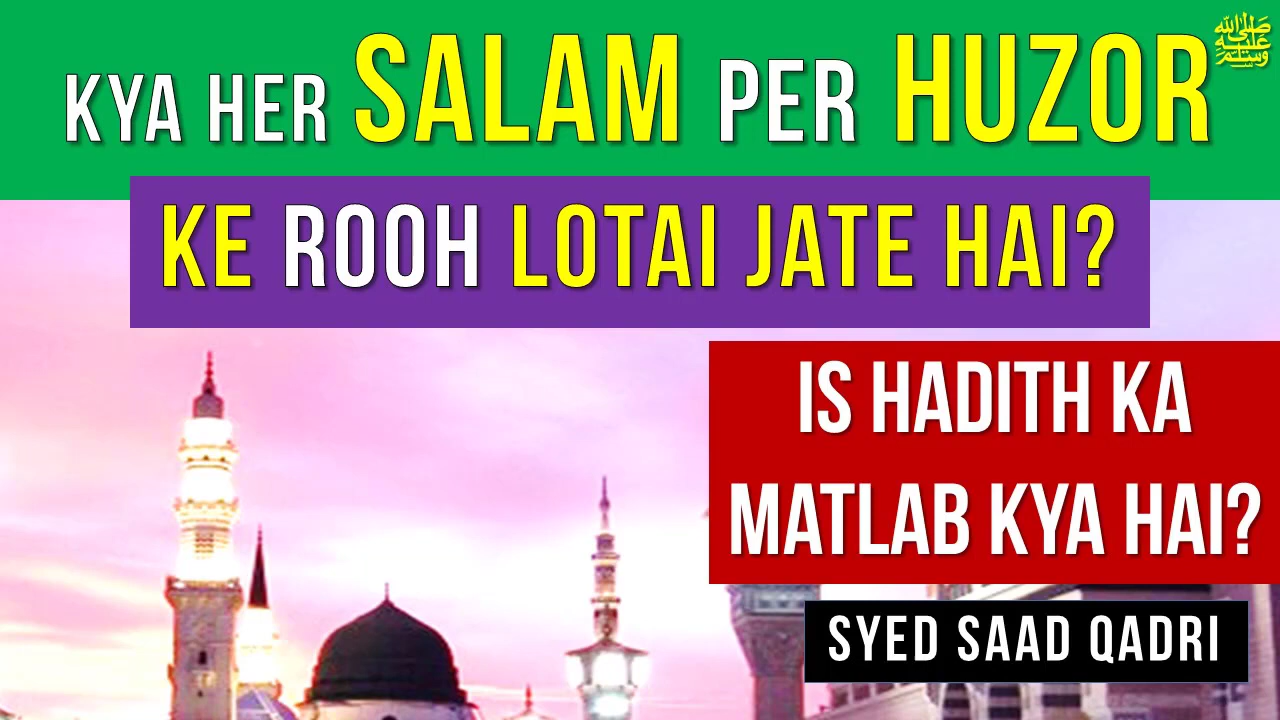 KYA HER SALAM PER HUZOR صلى الله عليه وسلم
KE ROOH LOTAI JATE HAI?
IS HADITH KA
MATLAB KYA HAI?
SYED SAAD QADRI